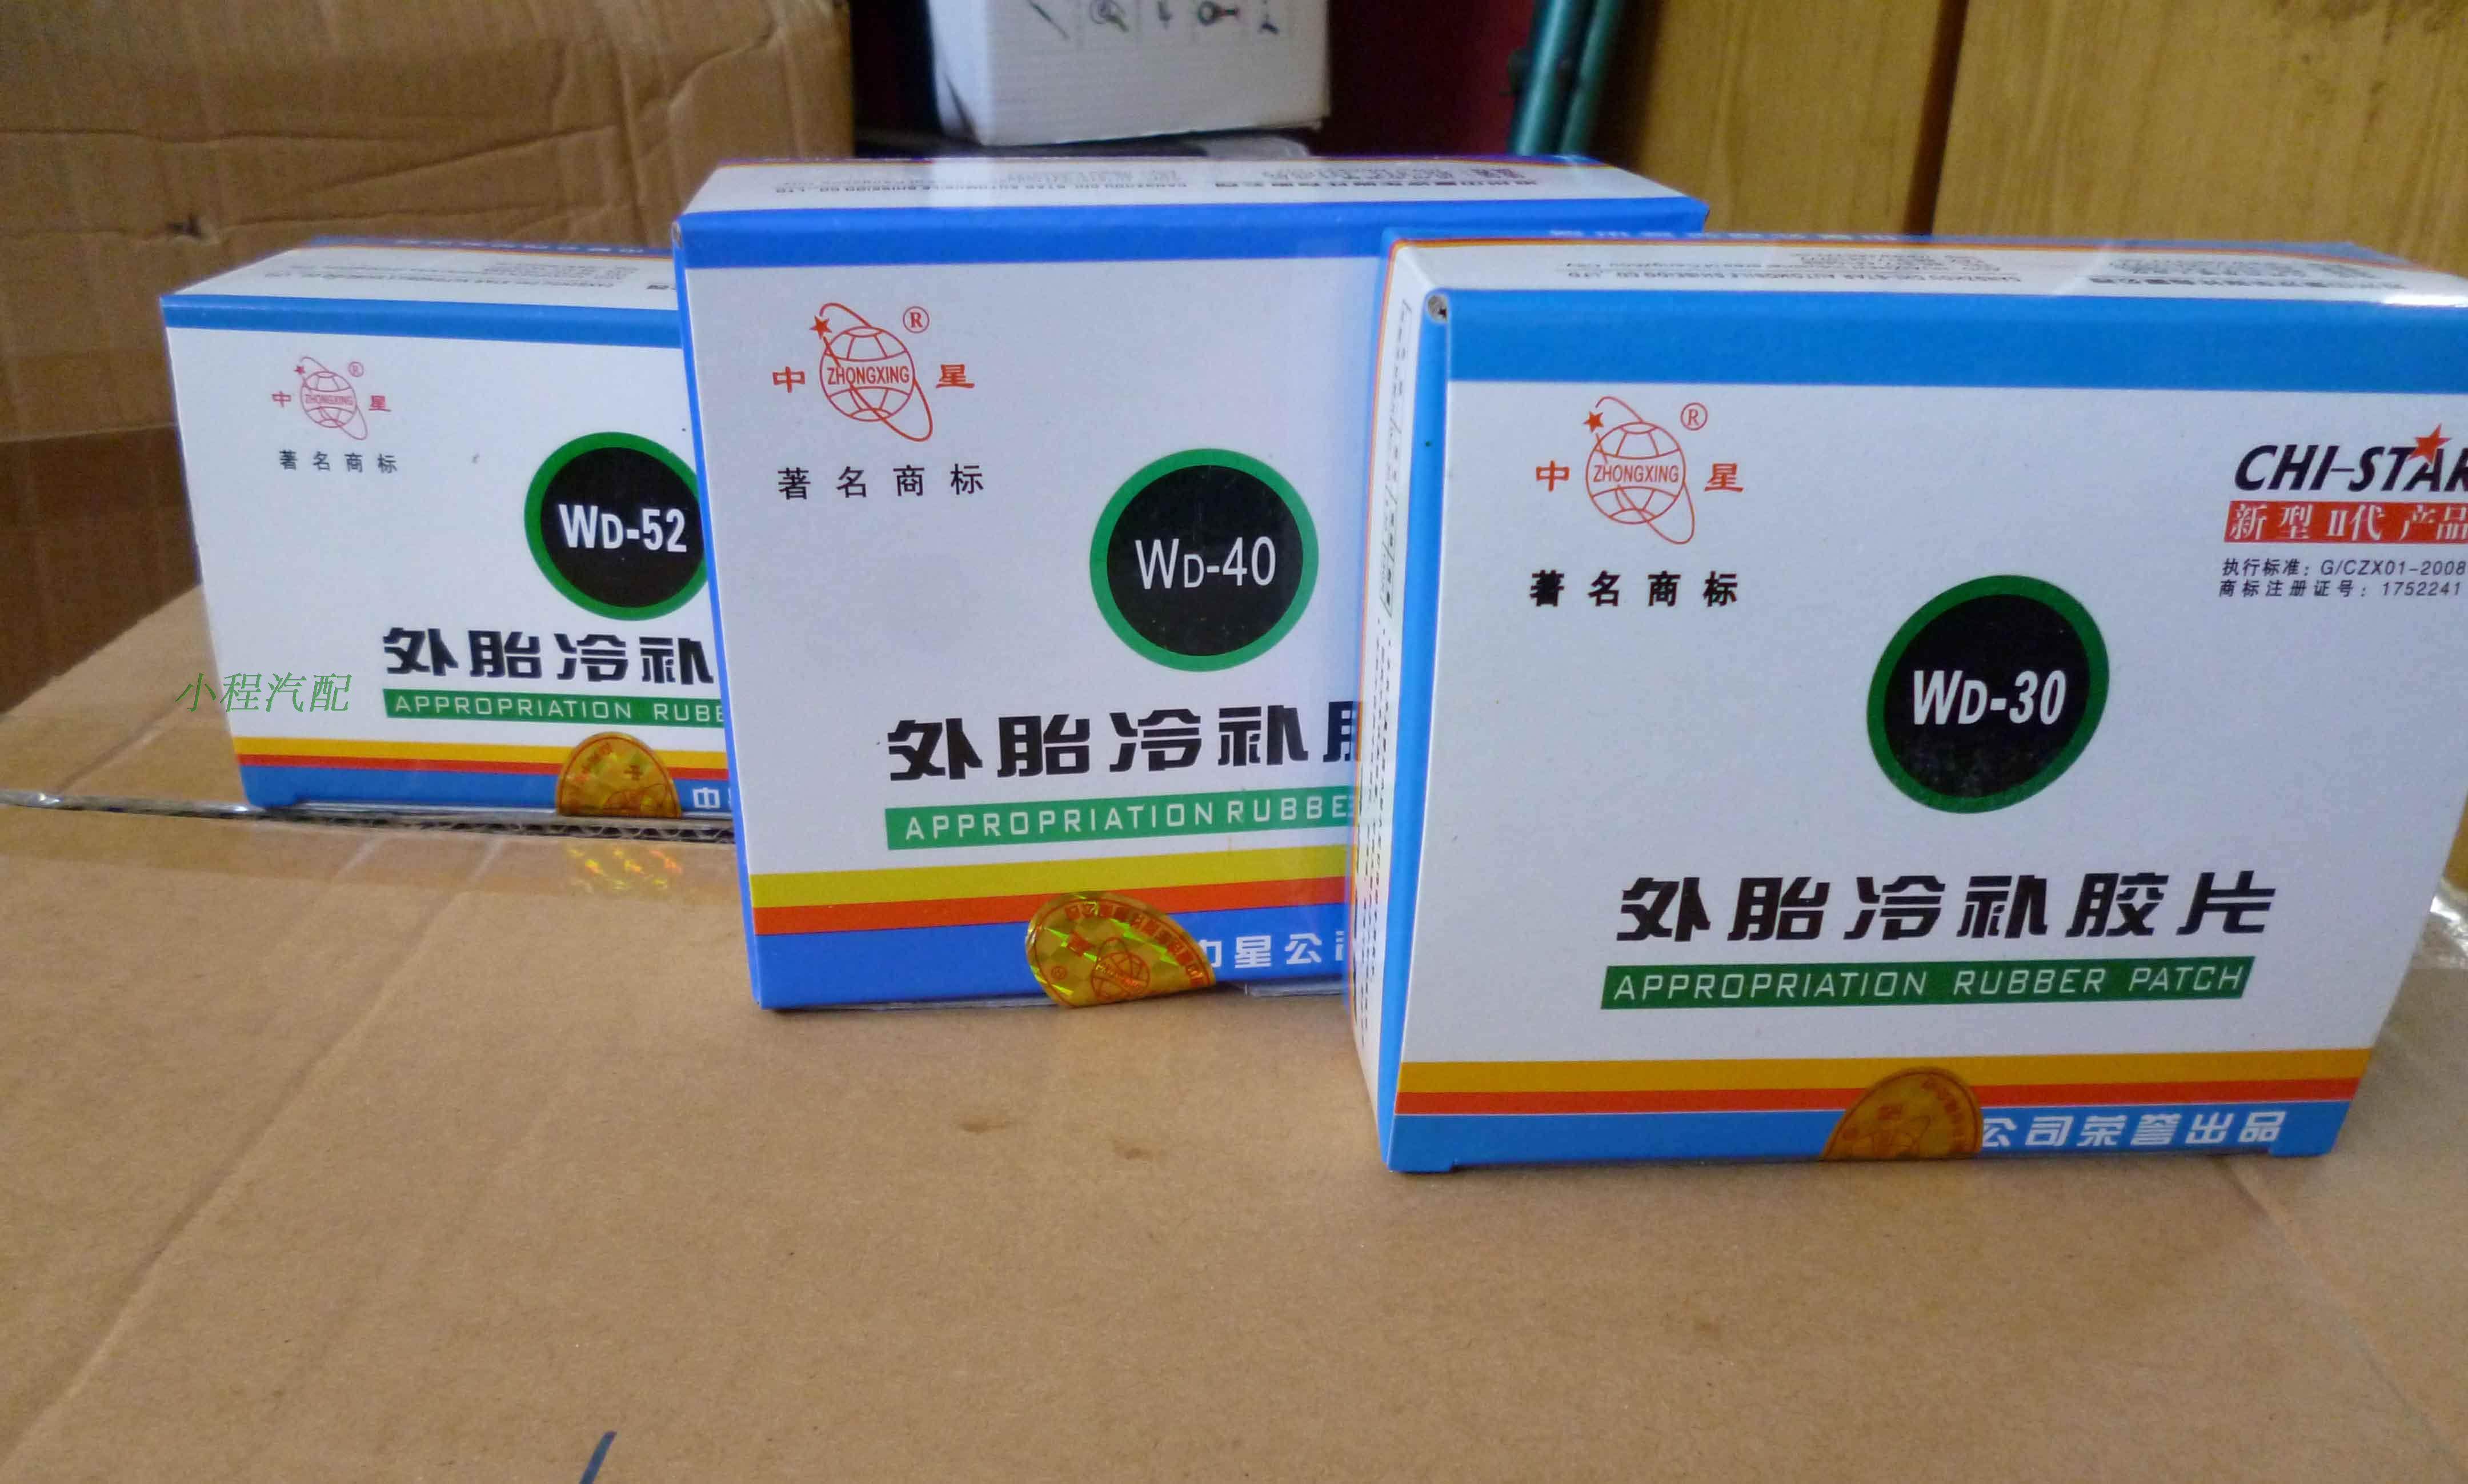 中 ZHONGXING 星 ®
著名商标
WD-52
外胎冷补
APPROPRIATION RUBBE
中
小程汽配
中 ZHONGXING 星 ®
著名商标
WD-40
外胎冷补
APPROPRIATION RUBBE
中星公司
中 ZHONGXING 星 ®
著名商标
CHI-STAR
新型II代产品
执行标准：G/CZX01-2008
商标注册证号：1752241
WD-30
外胎冷补胶片
APPROPRIATION RUBBER PATCH
公司荣誉出品